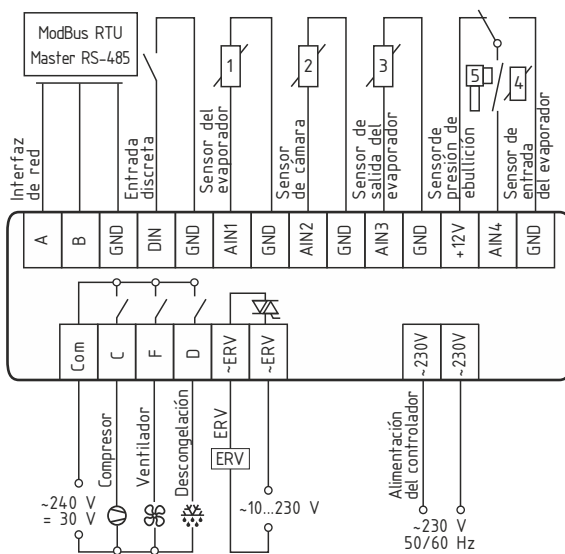 ModBus RTU
Master RS-485
Interfaz
de red
Entrada
discreta
Sensor del
evaporador
1
Sensor
de cámara
2
Sensor de
salida del
evaporador
3
Sensorde
presión de
ebullición
5
4
Sensor de
entrada
del evaporador
A
B
GND
DIN
GND
AIN1
GND
AIN2
GND
AIN3
GND
+12V
AIN4
GND
Com
C
F
D
~ERV
~ERV
~230V
~230V
Compresor
Ventilador
Descongelación
ERV
ERV
Alimentación
del controlador
~240 V
= 30 V
~10...230 V
~230 V
50/60 Hz